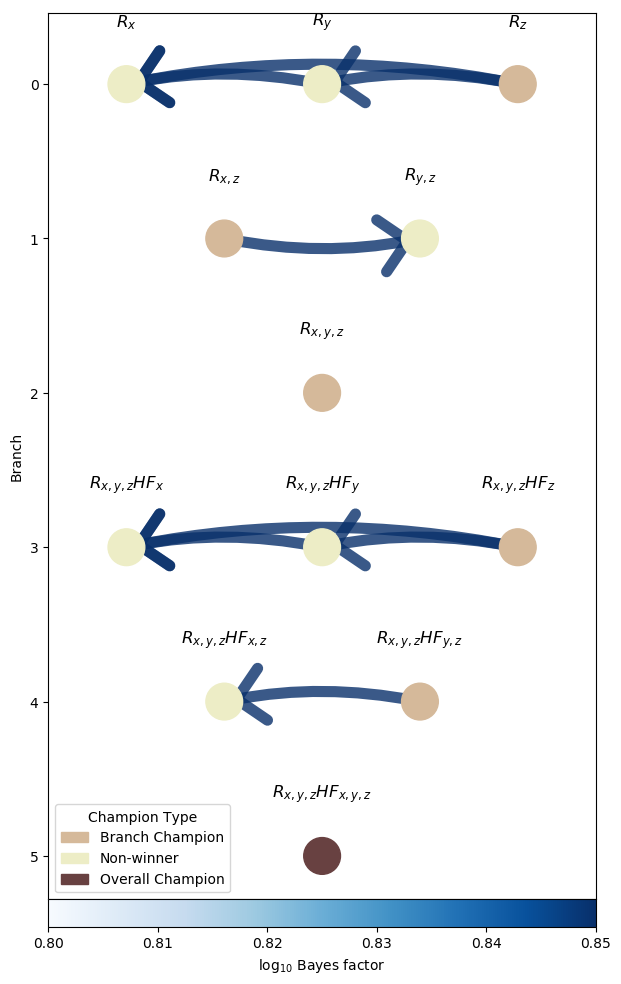 R_x R_y R_z
0
R_{x,z} R_{y,z}
1
R_{x,y,z}
2
Branch
R_{x,y,z}HF_x R_{x,y,z}HF_y R_{x,y,z}HF_z
3
R_{x,y,z}HF_{x,z} R_{x,y,z}HF_{y,z}
4
R_{x,y,z}HF_{x,y,z}
Champion Type
Branch Champion
Non-winner
Overall Champion
5
0.80 0.81 0.82 0.83 0.84 0.85
log_{10} Bayes factor